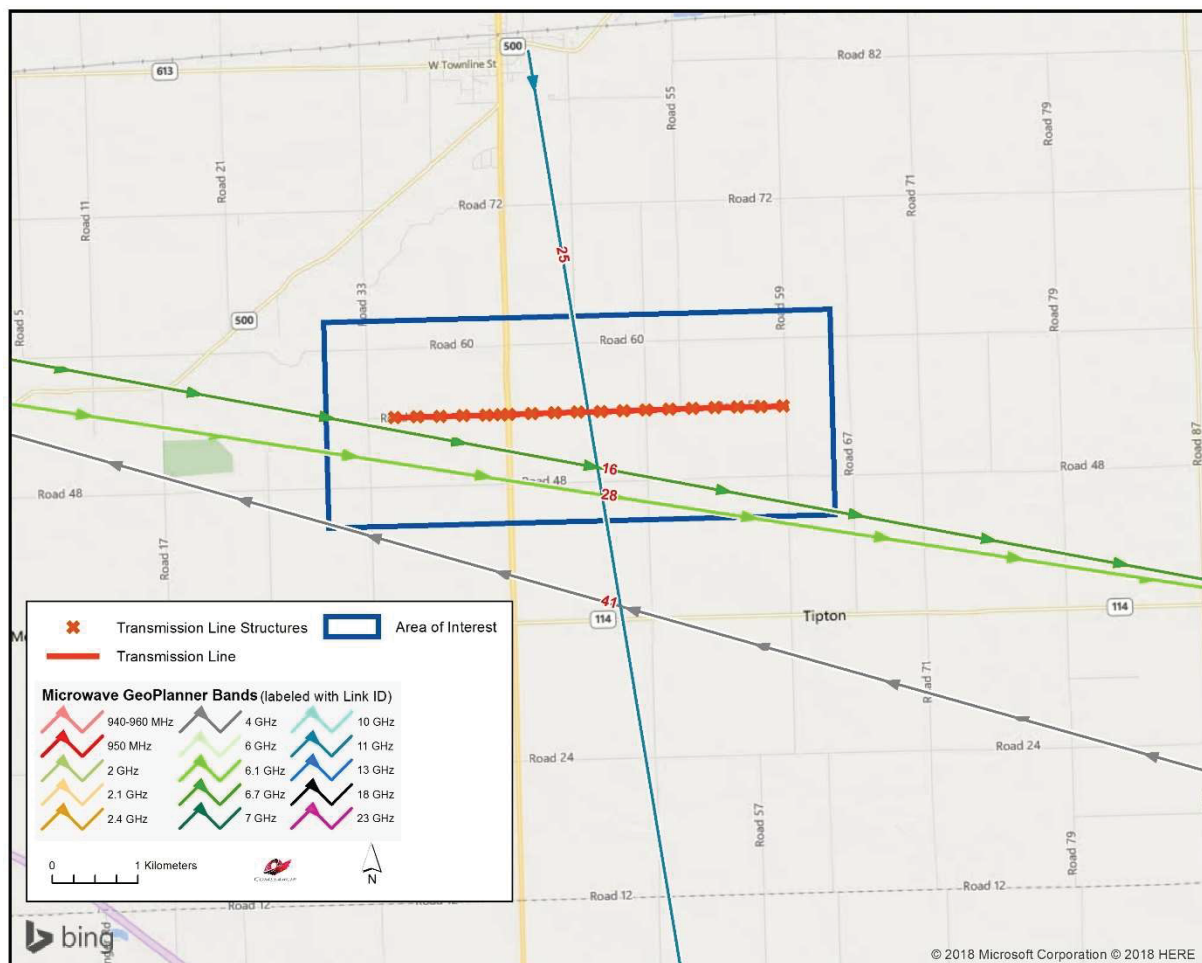 500
613
W Townline St
Road 82
Road 55
Road 79
Road 21
Road 11
Road 72
Road 72
Road 71
25
Road 33
Road 59
Road 79
Road 5
500
Road 60
Road 60
Road 67
Road 87
16
Road 48
Road 48
28
Road 48
Road 17
41
114
Tipton
114
Road 71
Transmission Line Structures
Area of Interest
Transmission Line
Microwave GeoPlanner Bands (labeled with Link ID)
940-960 MHz
4 GHz
10 GHz
950 MHz
6 GHz
11 GHz
2 GHz
6.1 GHz
13 GHz
2.1 GHz
6.7 GHz
18 GHz
2.4 GHz
7 GHz
23 GHz
Road 24
Road 24
Road 57
Road 79
0
1 Kilometers
N
Road 12
Road 12
Road 12
bing
© 2018 Microsoft Corporation © 2018 HERE